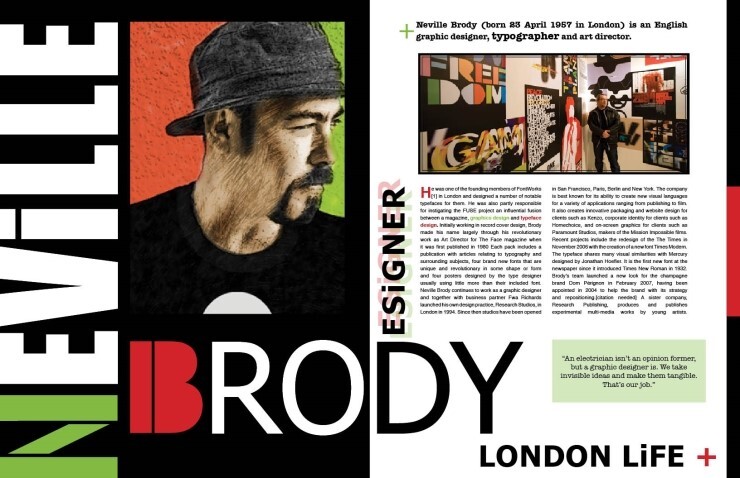 NEViLLE
BRODY
+ Neville Brody (born 23 April 1957 in London) is an English
graphic designer, typographer and art director.
FREE
DOM
DESiGNER
He was one of the founding members of FontWorks
[1] in London and designed a number of notable
typefaces for them. He was also partly responsible
for instigating the FUSE project an influential fusion
between a magazine, graphics design and typeface
design. Initially working in record cover design, Brody
made his name largely through his revolutionary
work as Art Director for The Face magazine when
it was first published in 1980 Each pack includes a
publication with articles relating to typography and
surrounding subjects, four brand new fonts that are
unique and revolutionary in some shape or form
and four posters designed by the type designer
usually using little more than their included font.
Neville Brody continues to work as a graphic designer
and together with business partner Fwa Richards
launched his own design practice, Research Studios, in
London in 1994. Since then studios have been opened
in San Francisco, Paris, Berlin and New York. The company
is best known for its ability to create new visual languages
for a variety of applications ranging from publishing to film.
It also creates innovative packaging and website design for
clients such as Kenzo, corporate identity for clients such as
Homechoice, and on-screen graphics for clients such as
Paramount Studios, makers of the Mission Impossible films.
Recent projects include the redesign of the The Times in
November 2006 with the creation of a new font Times Modern.
The typeface shares many visual similarities with Mercury
designed by Jonathan Hoefler. It is the first new font at the
newspaper since it introduced Times New Roman in 1932.
Brody's team launched a new look for the champagne
brand Dom Pérignon in February 2007, having been
appointed in 2004 to help the brand with its strategy
and repositioning.[citation needed] A sister company,
Research Publishing, produces and publishes
experimental multi-media works by young artists.
"An electrician isn't an opinion former,
but a graphic designer is. We take
invisible ideas and make them tangible.
That's our job."
LONDON LiFE +